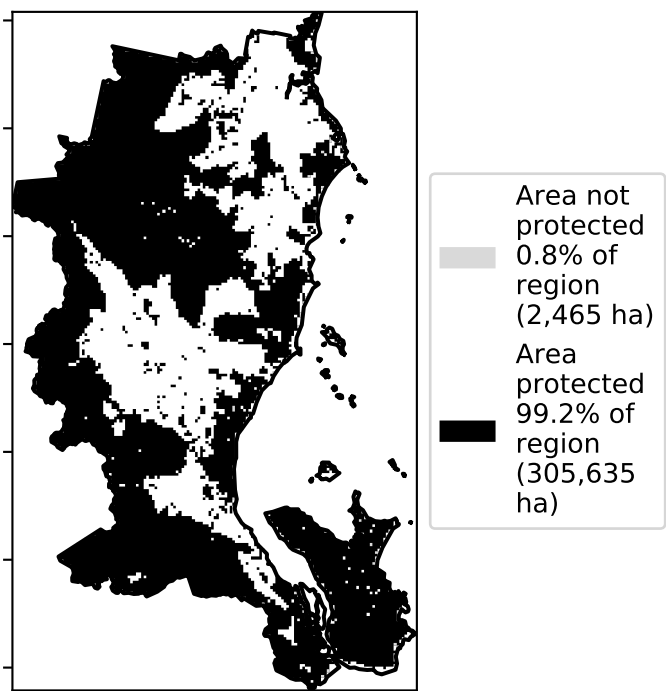 Area not
protected
0.8% of
region
(2,465 ha)
Area
protected
99.2% of
region
(305,635
ha)